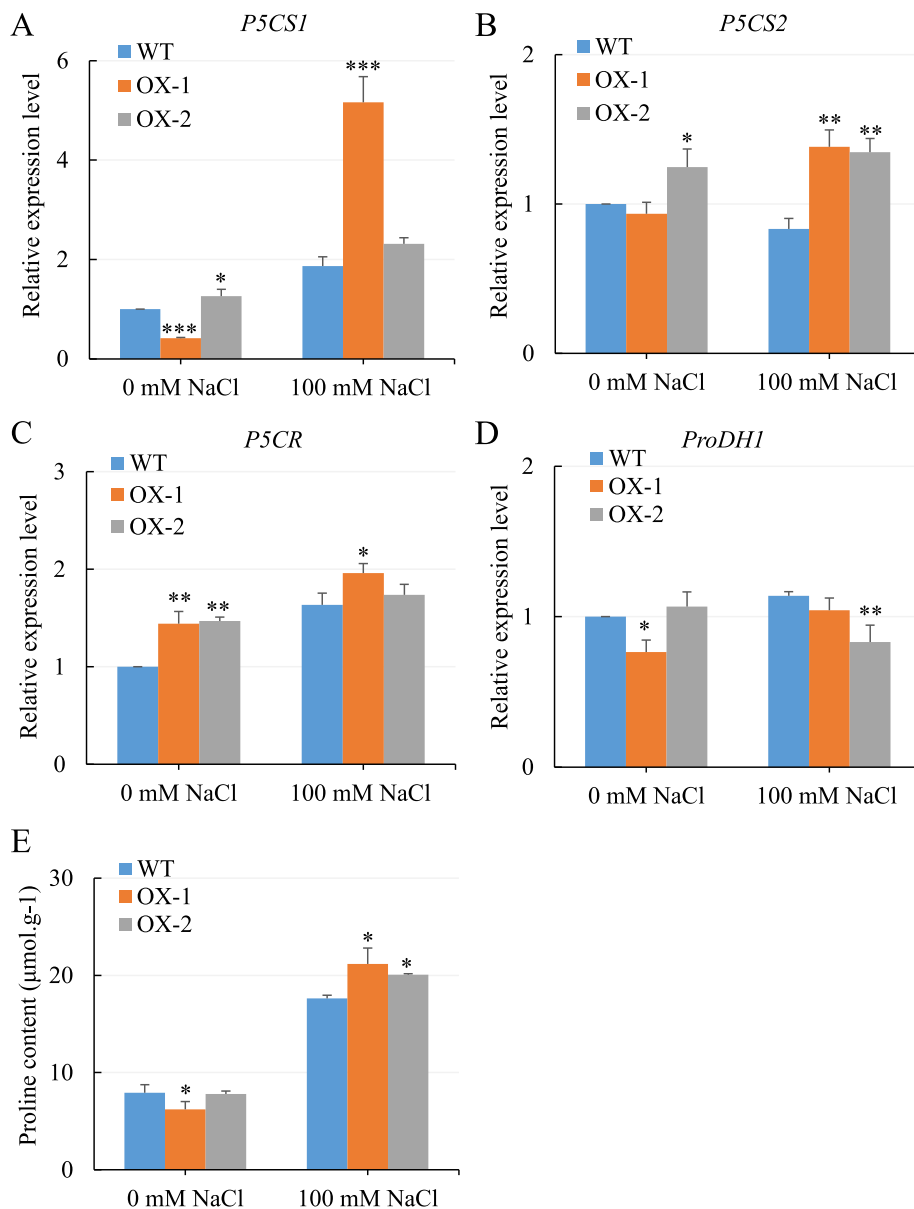 A
P5CS1
WT
OX-1
OX-2
Relative expression level
6
4
2
0
***
*
***
0 mM NaCl
100 mM NaCl
B
P5CS2
WT
OX-1
OX-2
Relative expression level
2
1
0
*
**
**
0 mM NaCl
100 mM NaCl
C
P5CR
WT
OX-1
OX-2
Relative expression level
3
2
1
0
**
**
*
0 mM NaCl
100 mM NaCl
D
ProDH1
WT
OX-1
OX-2
Relative expression level
2
1
0
*
**
0 mM NaCl
100 mM NaCl
E
WT
OX-1
OX-2
Proline content (μmol.g-1)
30
20
10
0
*
*
*
0 mM NaCl
100 mM NaCl